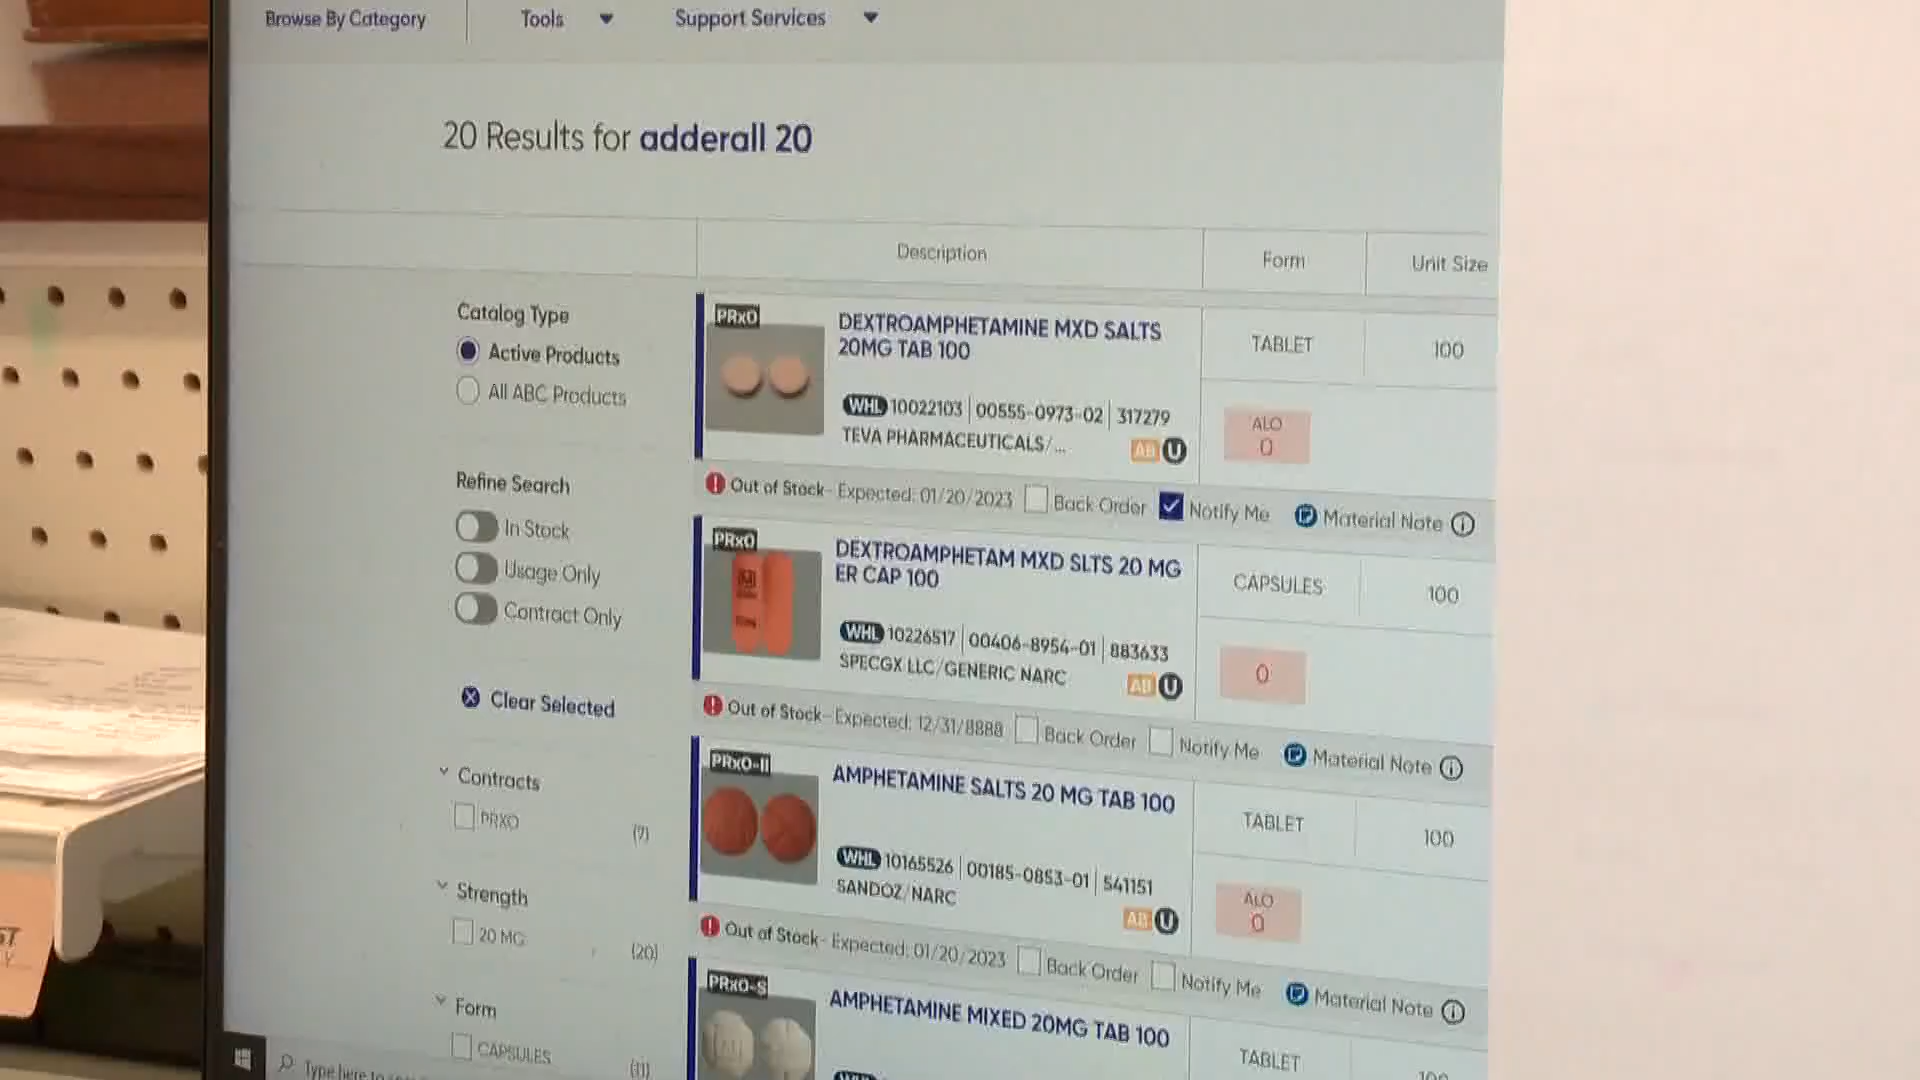 Browse By Category
Tools
Support Services
20 Results for adderall 20
Description
Form
Unit Size
Catalog Type
Active Products
All ABC Products
Refine Search
In Stock
Usage Only
Contract Only
Clear Selected
Contracts
PRXO
(7)
Strength
20 MG
(20)
Form
CAPSULES
(11)
PRxO
DEXTROAMPHETAMINE MXD SALTS
20MG TAB 100
WHL 10022103 | 00555-0973-02 | 317279
TEVA PHARMACEUTICALS/...
AB U
TABLET
100
ALO
0
Out of Stock- Expected: 01/20/2023 Back Order Notify Me Material Note
PRxO
DEXTROAMPHETAM MXD SLTS 20 MG
ER CAP 100
WHL 10226517 | 00406-8954-01 | 883633
SPECGX LLC/GENERIC NARC
AB U
CAPSULES
100
0
Out of Stock- Expected: 12/31/8888 Back Order Notify Me Material Note
PRxO-II
AMPHETAMINE SALTS 20 MG TAB 100
WHL 10165526 | 00185-0853-01 | 541151
SANDOZ/NARC
AB U
TABLET
100
ALO
0
Out of Stock- Expected: 01/20/2023 Back Order Notify Me Material Note
PRxO-S
AMPHETAMINE MIXED 20MG TAB 100
TABLET
100
Type here to